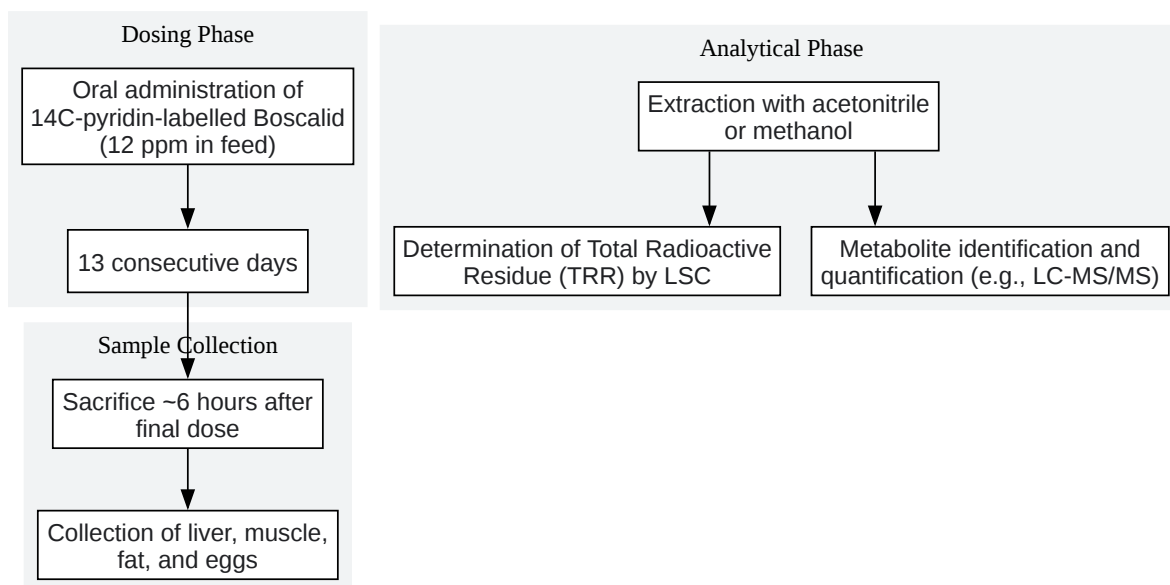 Dosing Phase
Oral administration of
14C-pyridin-labelled Boscalid
(12 ppm in feed)
13 consecutive days
Sample Collection
Sacrifice ~6 hours after
final dose
Collection of liver, muscle,
fat, and eggs
Analytical Phase
Extraction with acetonitrile
or methanol
Determination of Total Radioactive
Residue (TRR) by LSC
Metabolite identification and
quantification (e.g., LC-MS/MS)